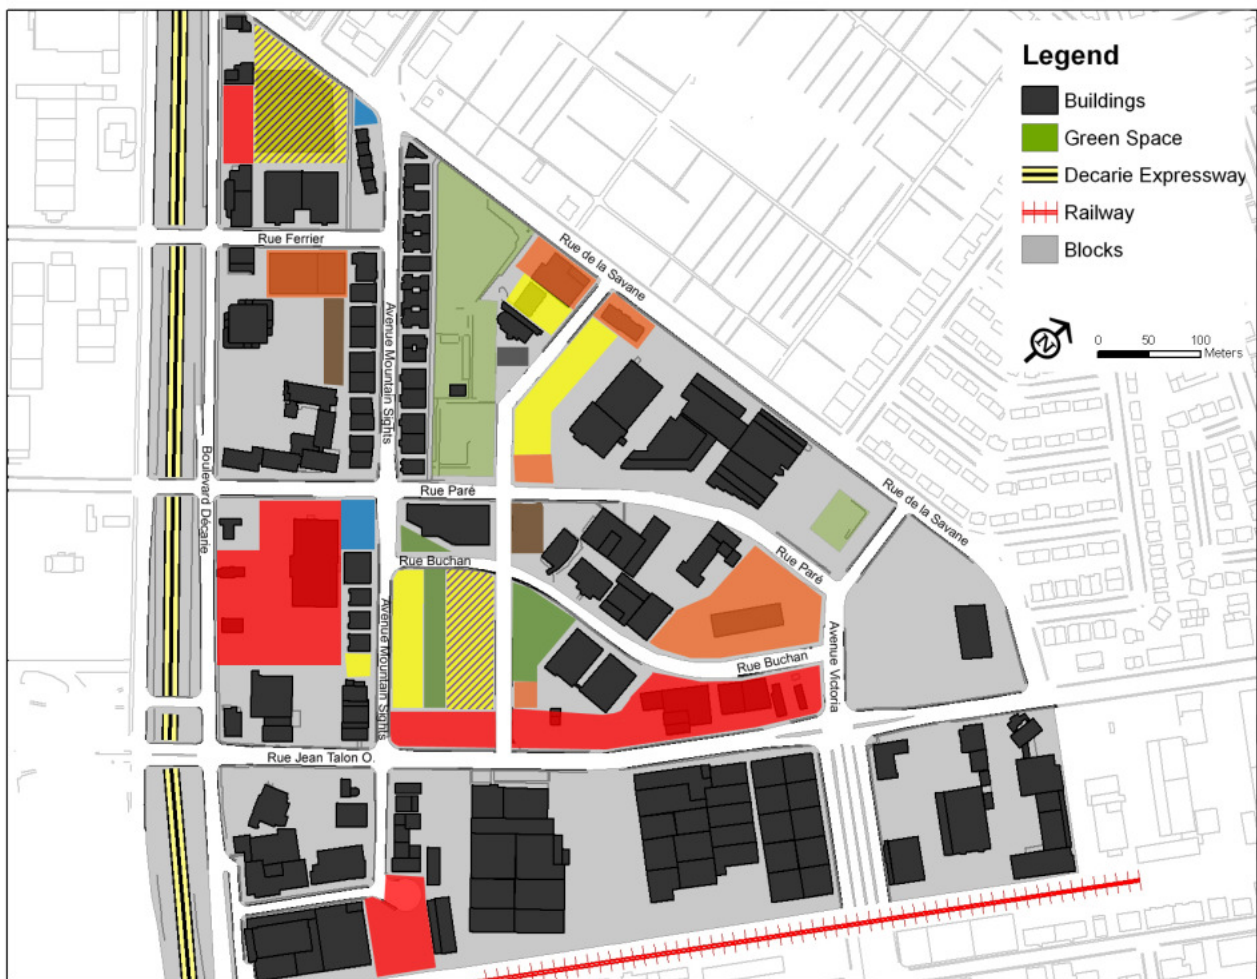 Legend
Buildings
Green Space
Decarie Expressway
Railway
Blocks
N
0 50 100
Meters
Rue Ferrier
Rue de la Savane
Avenue Mountain Sights
Boulevard Décarie
Rue Paré
Rue de la Savane
Rue Buchan
Rue Paré
Avenue Mountain Sights
Avenue Victoria
Rue Buchan
Rue Jean Talon O.